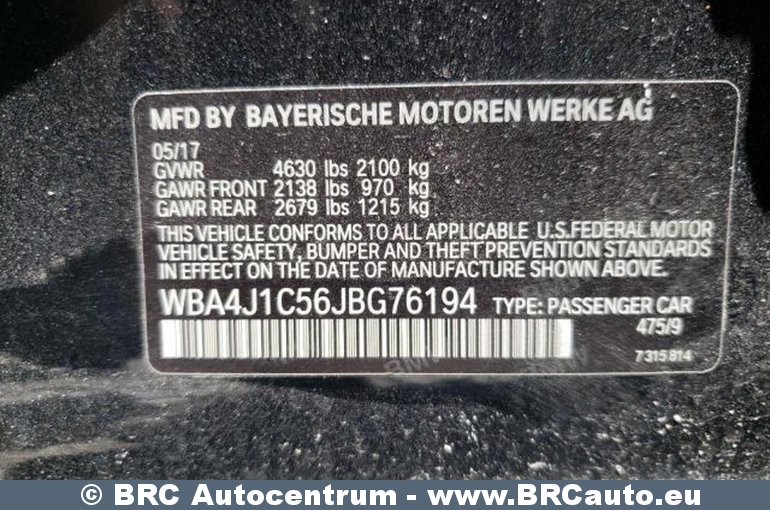 MFD BY BAYERISCHE MOTOREN WERKE AG
05/17
GVWR 4630 lbs 2100 kg
GAWR FRONT 2138 lbs 970 kg
GAWR REAR 2679 lbs 1215 kg
THIS VEHICLE CONFORMS TO ALL APPLICABLE U.S.FEDERAL MOTOR
VEHICLE SAFETY, BUMPER AND THEFT PREVENTION STANDARDS
IN EFFECT ON THE DATE OF MANUFACTURE SHOWN ABOVE.
WBA4J1C56JBG76194 TYPE: PASSENGER CAR
475/9
7315814
© BRC Autocentrum - www.BRCauto.eu